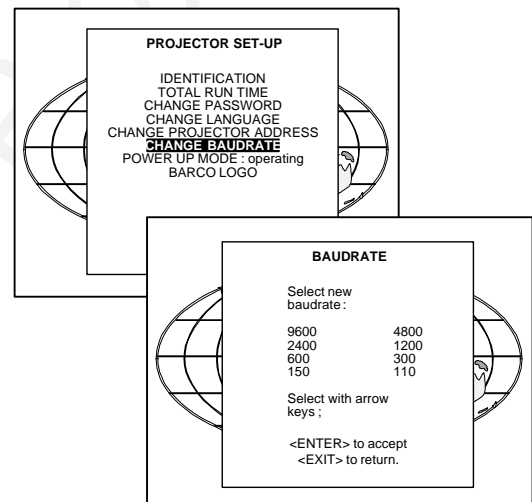 PROJECTOR SET-UP
IDENTIFICATION
TOTAL RUN TIME
CHANGE PASSWORD
CHANGE LANGUAGE
CHANGE PROJECTOR ADDRESS
CHANGE BAUDRATE
POWER UP MODE : operating
BARCO LOGO
BAUDRATE
Select new
baudrate :
9600 4800
2400 1200
600 300
150 110
Select with arrow
keys ;
<ENTER> to accept
<EXIT> to return.